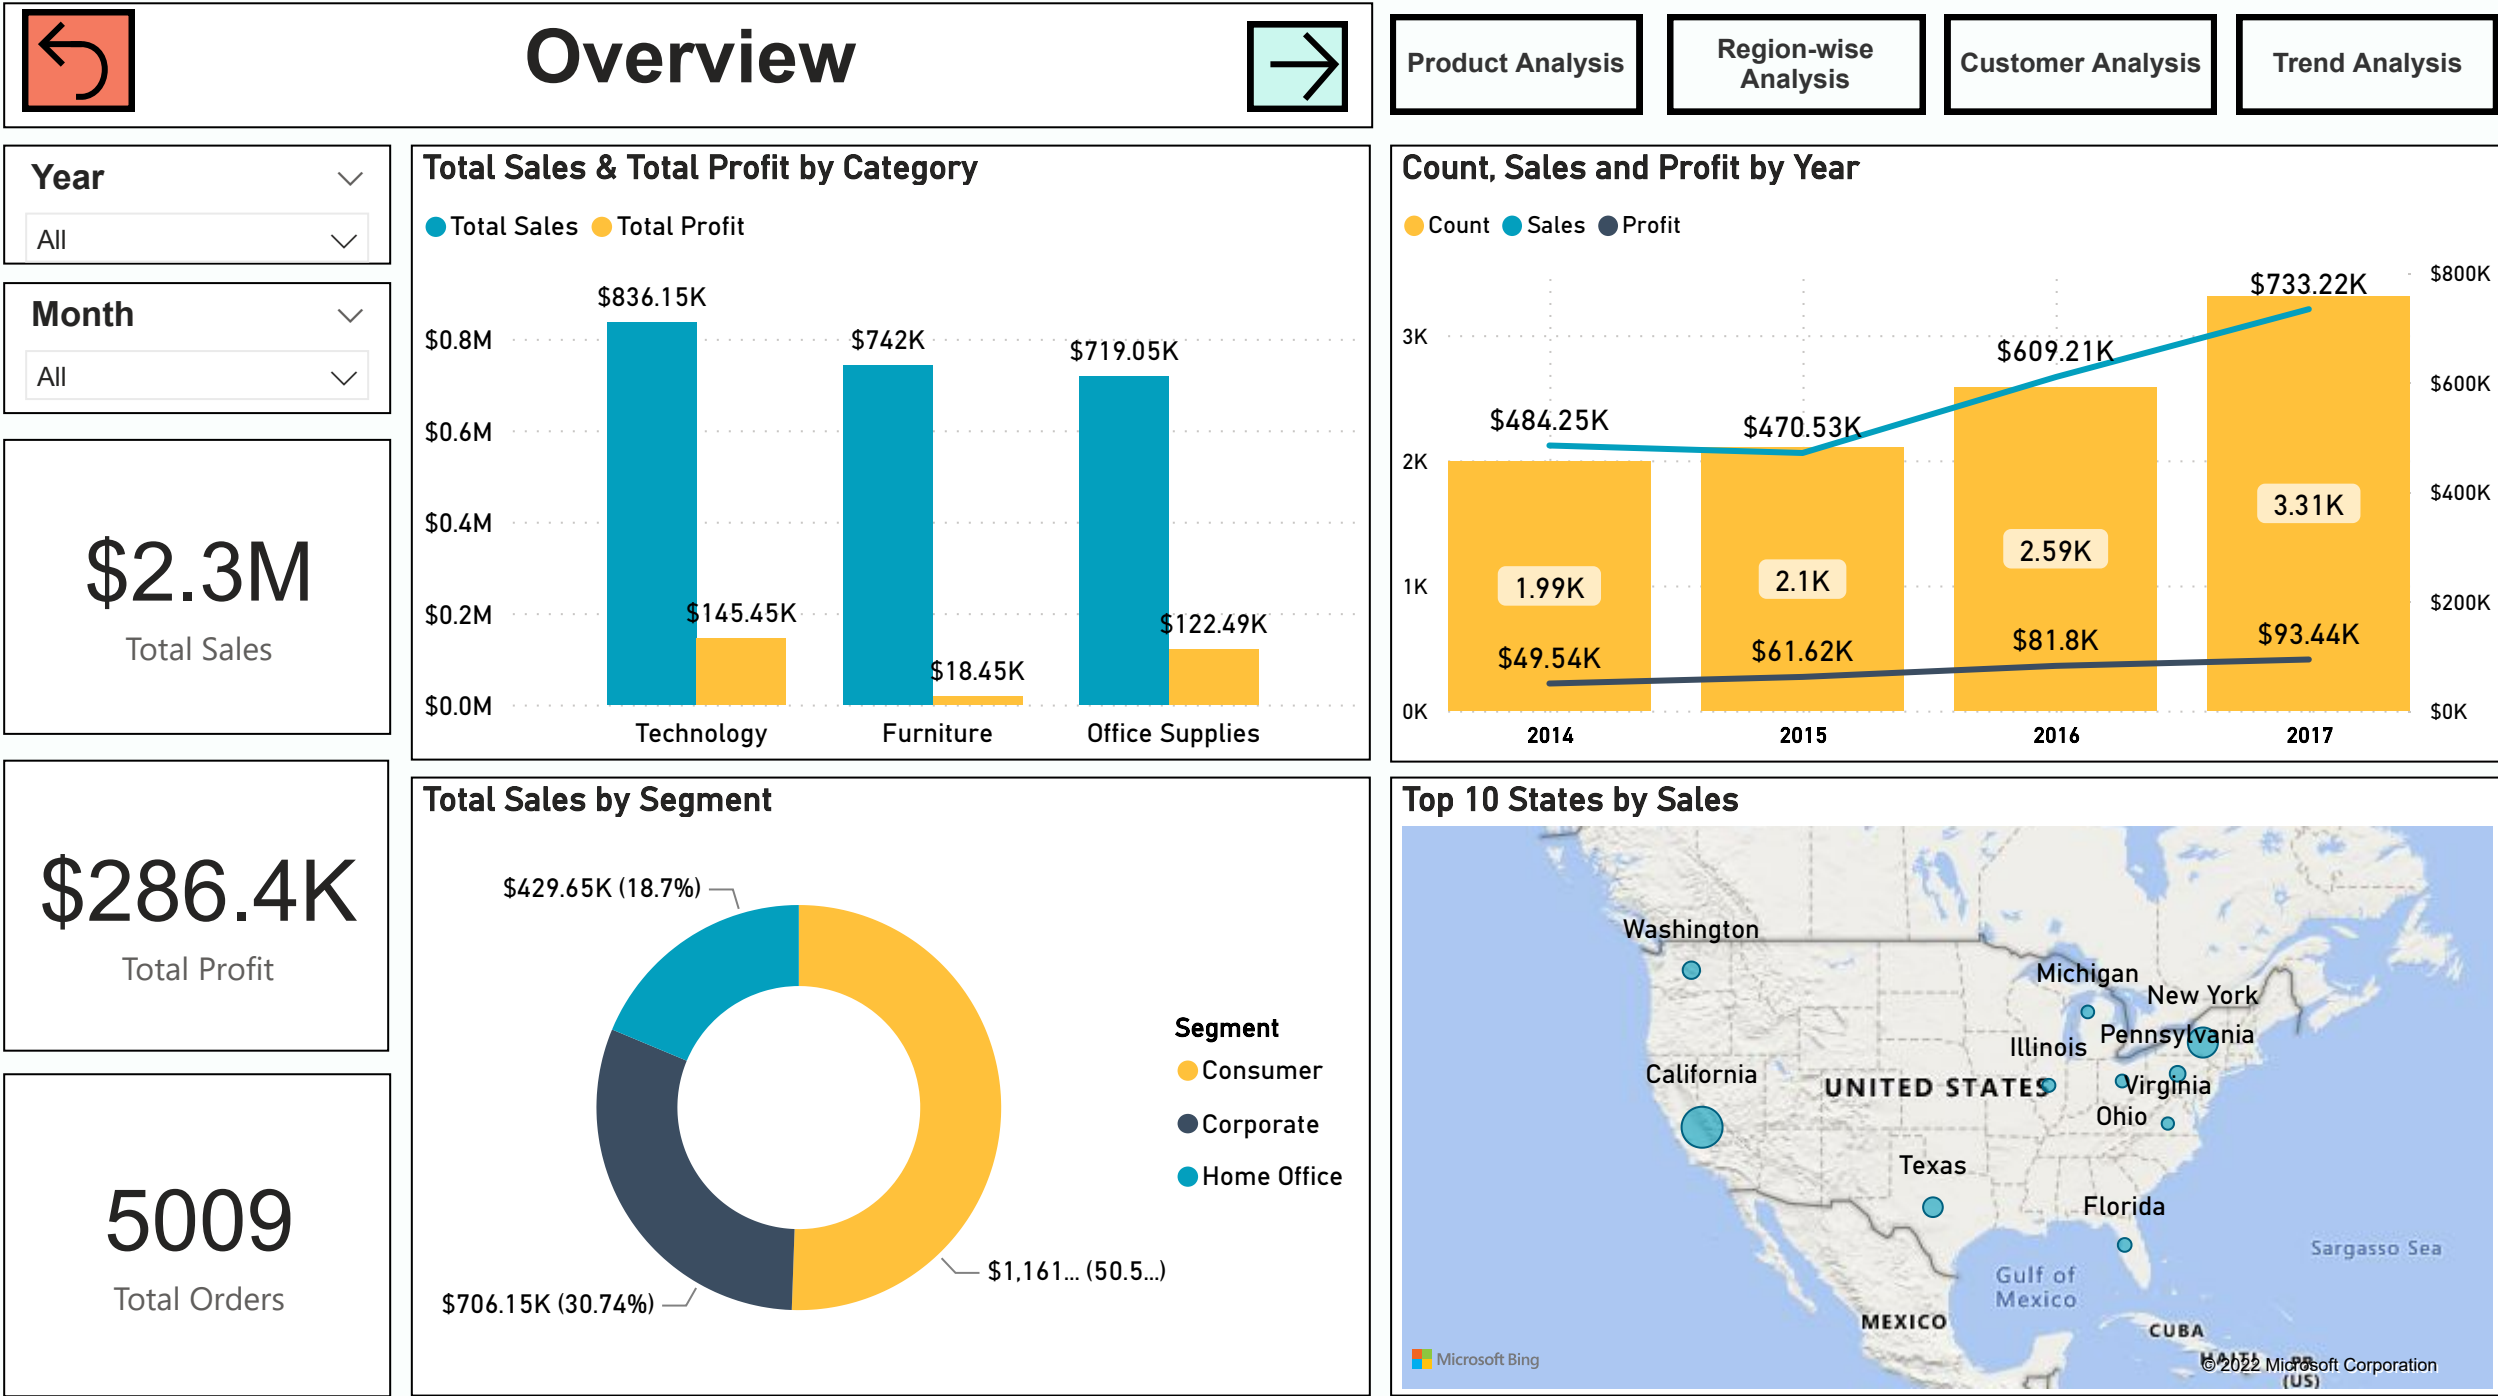 Overview
Product Analysis
Region-wise
Analysis
Customer Analysis
Trend Analysis
Year
All
Month
All
$2.3M
Total Sales
$286.4K
Total Profit
5009
Total Orders
Total Sales & Total Profit by Category
Total Sales Total Profit
$0.8M
$0.6M
$0.4M
$0.2M
$0.0M
$836.15K
$742K
$719.05K
$145.45K
$18.45K
$122.49K
Technology Furniture Office Supplies
Count, Sales and Profit by Year
Count Sales Profit
3K
2K
1K
0K
$800K
$600K
$400K
$200K
$0K
$484.25K
$470.53K
$609.21K
$733.22K
1.99K
2.1K
2.59K
3.31K
$49.54K
$61.62K
$81.8K
$93.44K
2014 2015 2016 2017
Total Sales by Segment
$429.65K (18.7%)
$706.15K (30.74%)
$1,161... (50.5...)
Segment
Consumer
Corporate
Home Office
Top 10 States by Sales
Washington
Michigan
New York
Pennsylvania
Illinois
California
UNITED STATES
Virginia
Ohio
Texas
Florida
Sargasso Sea
Gulf of
Mexico
MEXICO
CUBA
HAITI
PR
(US)
Microsoft Bing
© 2022 Microsoft Corporation